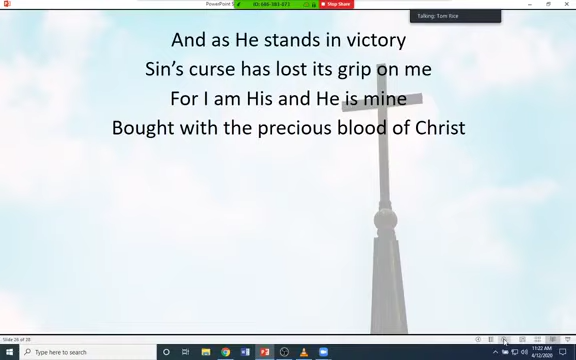 PowerPoint S
Stop Share
Talking: Tom Rice
And as He stands in victory
Sin's curse has lost its grip on me
For I am His and He is mine
Bought with the precious blood of Christ
Type here to search
11:22 AM
4/12/2020